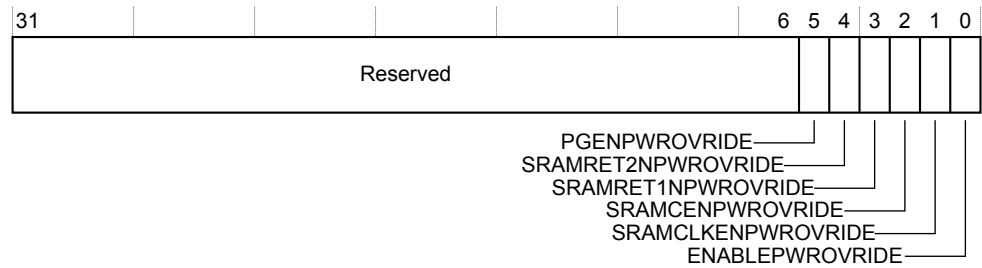 31 6 5 4 3 2 1 0
Reserved
PGENPWROVRIDE
SRAMRET2NPWROVRIDE
SRAMRET1NPWROVRIDE
SRAMCENPWROVRIDE
SRAMCLKENPWROVRIDE
ENABLEPWROVRIDE